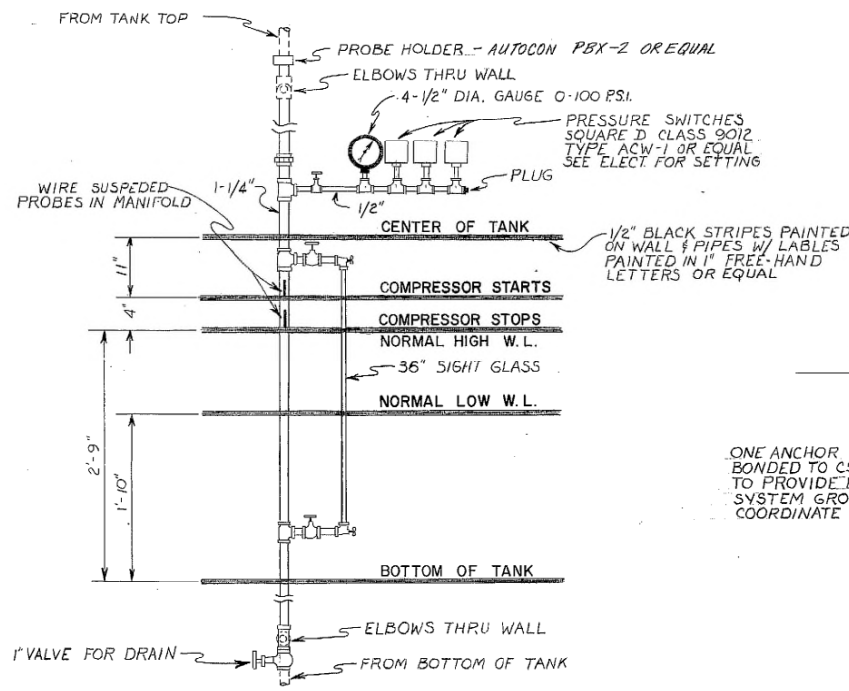 FROM TANK TOP
PROBE HOLDER - AUTOCON PBX-2 OR EQUAL
ELBOWS THRU WALL
4-1/2" DIA. GAUGE 0-100 P.S.I.
PRESSURE SWITCHES
SQUARE D CLASS 9012
TYPE ACW-1 OR EQUAL
SEE ELECT. FOR SETTING
PLUG
WIRE SUSPEDED
PROBES IN MANIFOLD
1-1/4"
1/2"
CENTER OF TANK
1/2" BLACK STRIPES PAINTED
ON WALL & PIPES W/ LABLES
PAINTED IN 1" FREE-HAND
LETTERS OR EQUAL
11"
COMPRESSOR STARTS
4"
COMPRESSOR STOPS
NORMAL HIGH W.L.
36" SIGHT GLASS
NORMAL LOW W.L.
2'-9"
1'-10"
ONE ANCHOR
BONDED TO
TO PROVIDE
SYSTEM
COORDINATE
BOTTOM OF TANK
ELBOWS THRU WALL
1" VALVE FOR DRAIN
FROM BOTTOM OF TANK